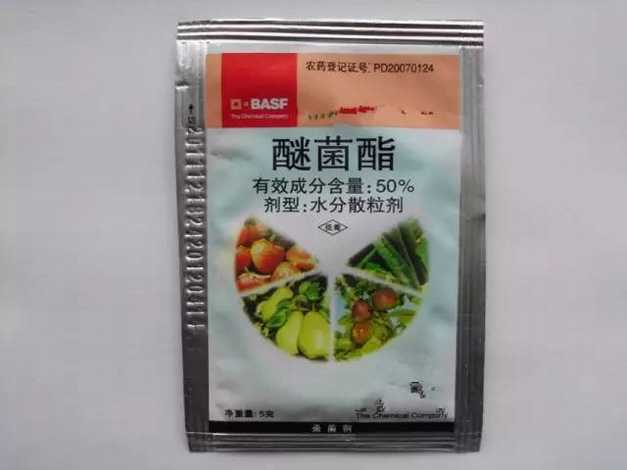 农药登记证号: PD20070124
BASF
The Chemical Company
醚菌酯
有效成分含量: 50%
剂型: 水分散粒剂
低毒
净重量: 5克
The Chemical Company
杀菌剂